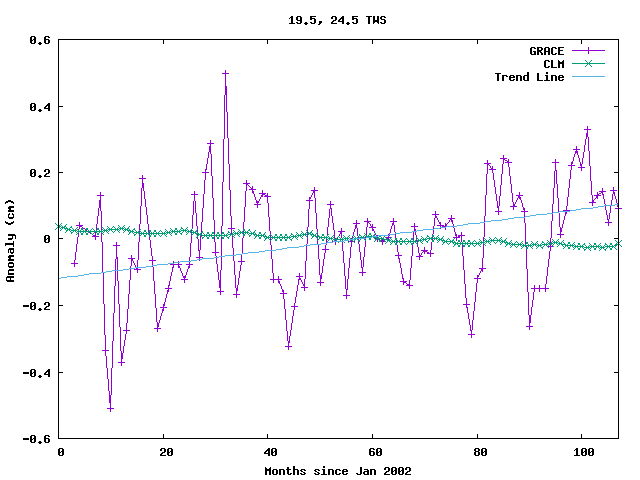 19.5, 24.5 TWS
GRACE
CLM
Trend Line
0.6
0.4
0.2
0
-0.2
-0.4
-0.6
Anomaly (cm)
0 20 40 60 80 100
Months since Jan 2002